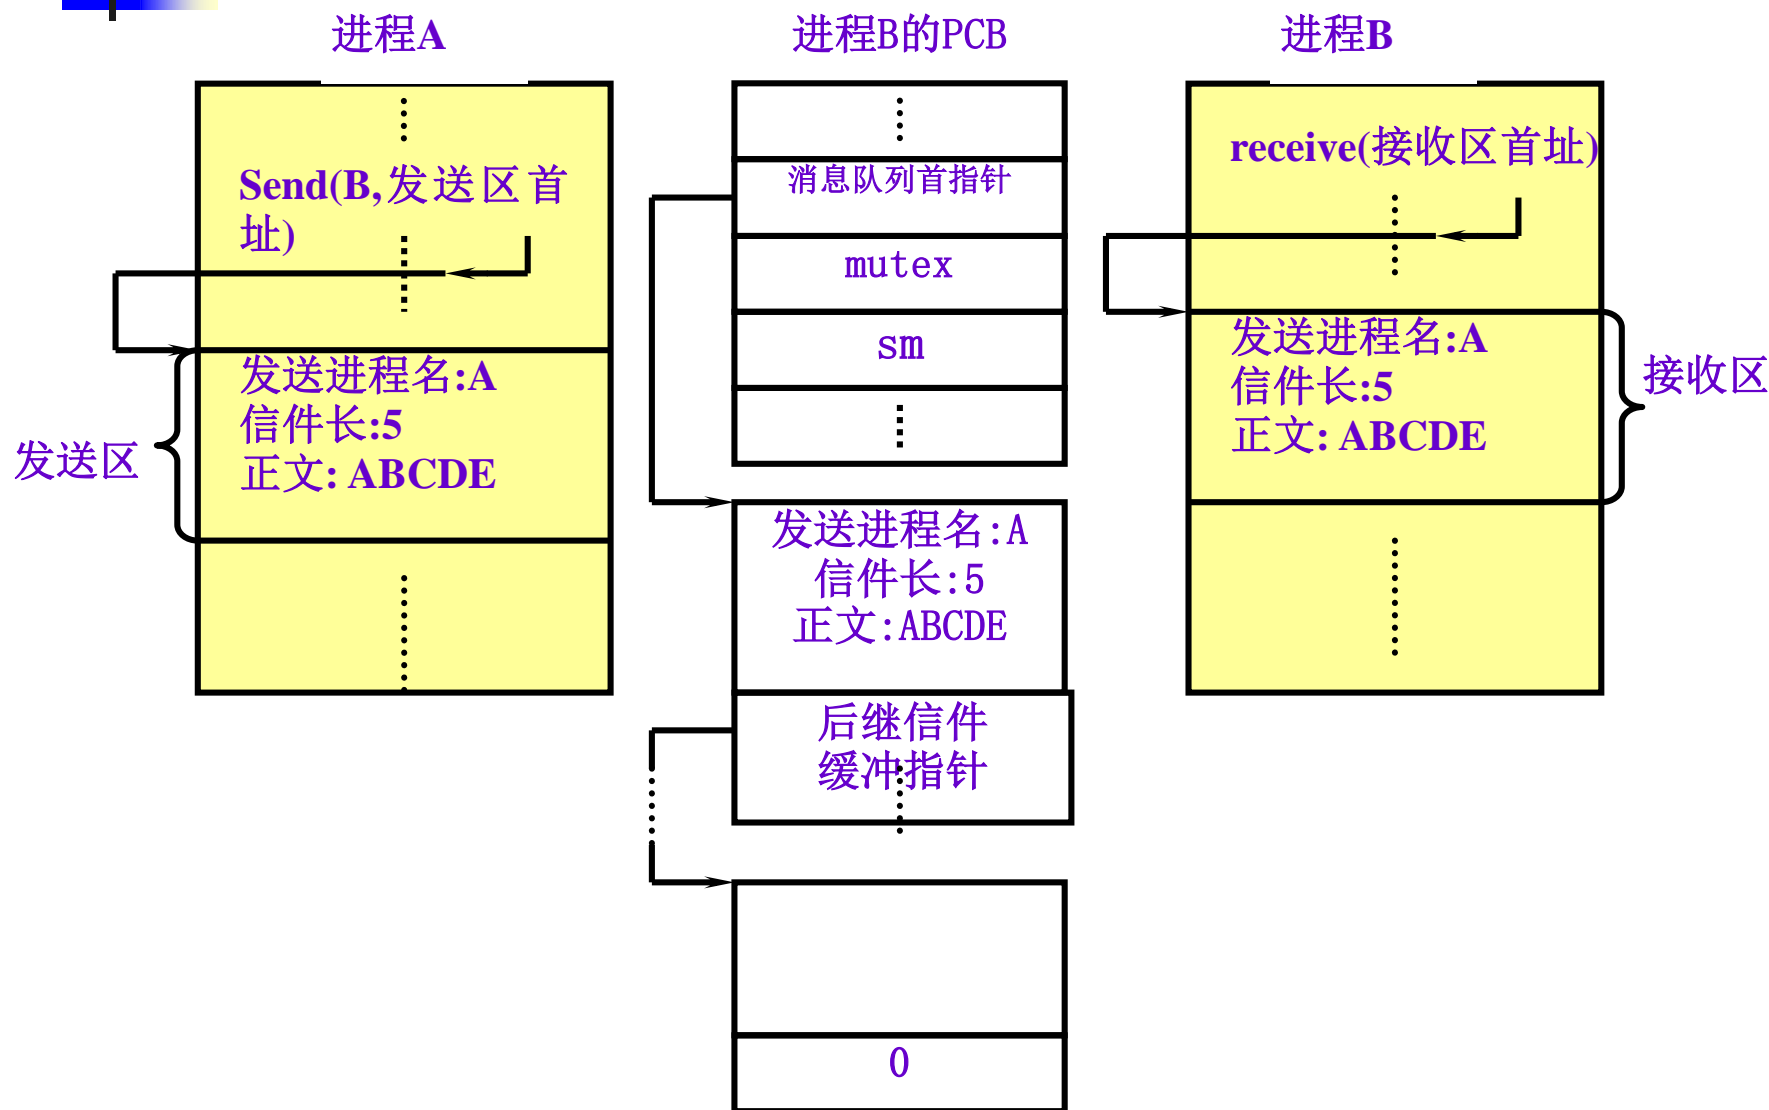 进程A
Send(B,发送区首
址)
发送进程名:A
信件长:5
正文: ABCDE
发送区
进程B的PCB
消息队列首指针
mutex
sm
发送进程名:A
信件长:5
正文:ABCDE
后继信件
缓冲指针
0
进程B
receive(接收区首址)
发送进程名:A
信件长:5
正文: ABCDE
接收区